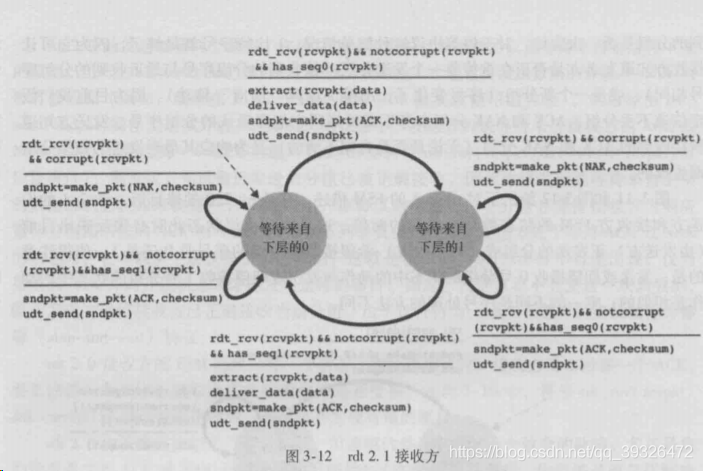 rdt_rcv(rcvpkt)&& notcorrupt(rcvpkt)
&& has_seq0(rcvpkt)
extract(rcvpkt,data)
deliver_data(data)
sndpkt=make_pkt(ACK,checksum)
udt_send(sndpkt)
rdt_rcv(rcvpkt)
&& corrupt(rcvpkt)
sndpkt=make_pkt(NAK,checksum)
udt_send(sndpkt)
rdt_rcv(rcvpkt) && corrupt(rcvpkt)
sndpkt=make_pkt(NAK,checksum)
udt_send(sndpkt)
等待来自
下层的0
等待来自
下层的1
rdt_rcv(rcvpkt)&& notcorrupt
(rcvpkt)&&has_seq1(rcvpkt)
sndpkt=make_pkt(ACK,checksum)
udt_send(sndpkt)
rdt_rcv(rcvpkt)&& notcorrupt
(rcvpkt)&&has_seq0(rcvpkt)
sndpkt=make_pkt(ACK,checksum)
udt_send(sndpkt)
rdt_rcv(rcvpkt)&& notcorrupt(rcvpkt)
&& has_seq1(rcvpkt)
extract(rcvpkt,data)
deliver_data(data)
sndpkt=make_pkt(ACK,checksum)
udt_send(sndpkt)
图 3-12 rdt 2.1 接收方
https://blog.csdn.net/qq_39326472